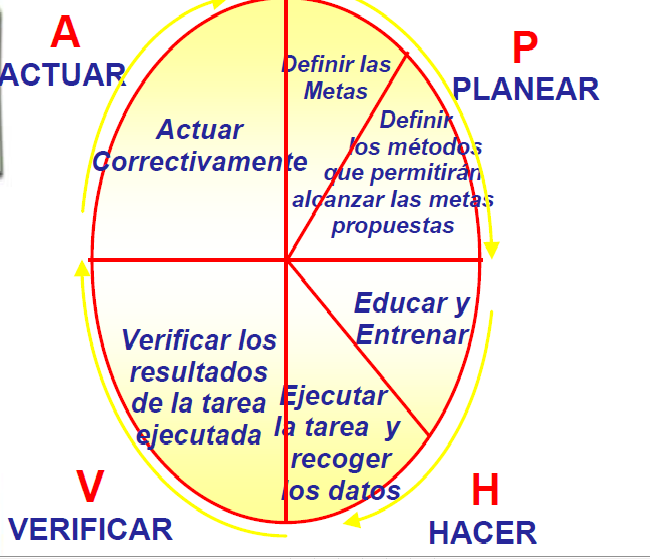 A
ACTUAR
P
PLANEAR
Definir las
Metas
Definir
los métodos
que permitirán
alcanzar las metas
propuestas
Actuar
Correctivamente
Educar y
Entrenar
Ejecutar
la tarea y
recoger
los datos
Verificar los
resultados
de la tarea
ejecutada
V
VERIFICAR
H
HACER